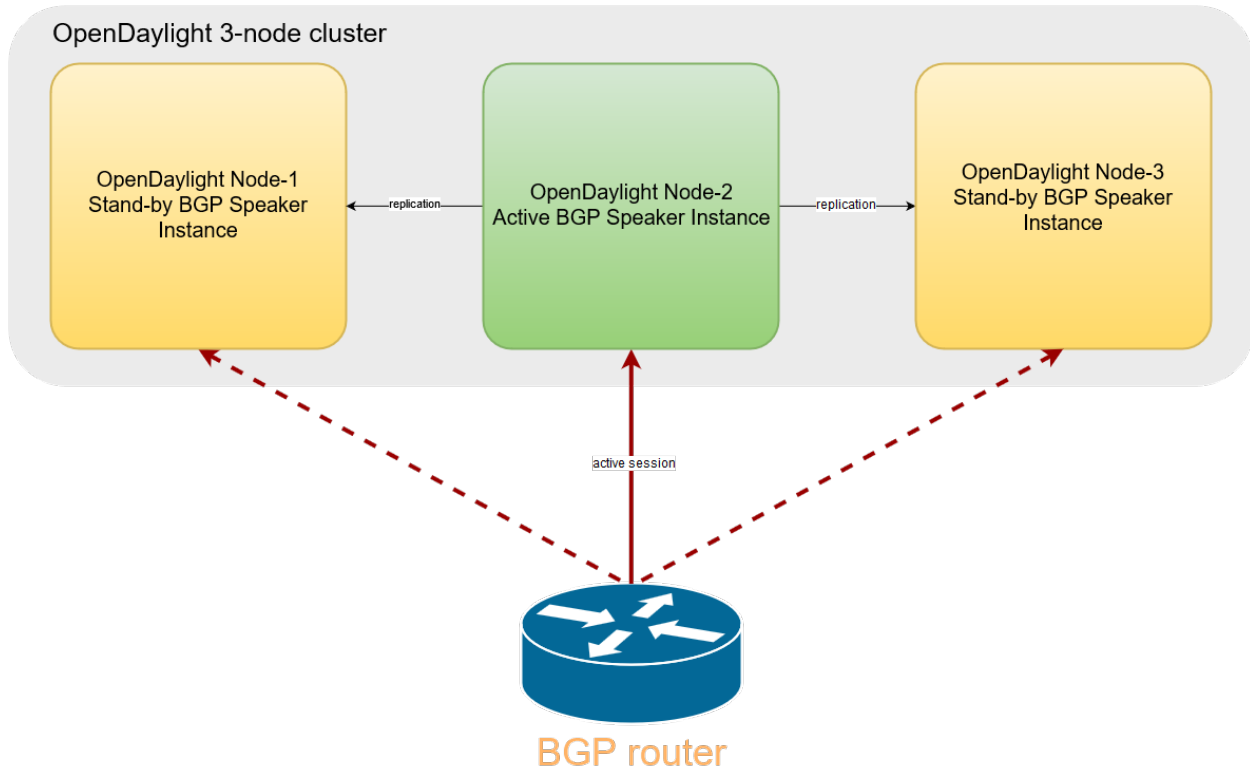 OpenDaylight 3-node cluster
OpenDaylight Node-1
Stand-by BGP Speaker
Instance
replication
OpenDaylight Node-2
Active BGP Speaker Instance
replication
OpenDaylight Node-3
Stand-by BGP Speaker
Instance
active session
BGP router